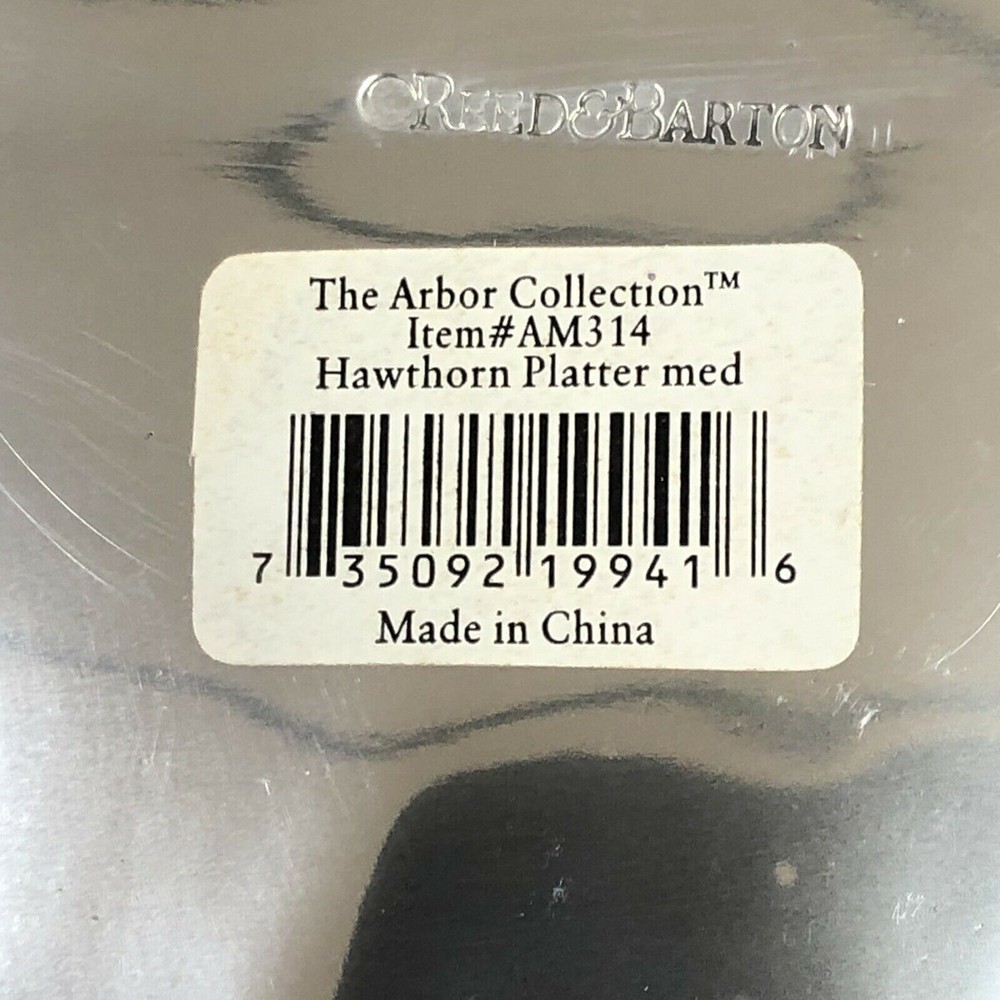 REED & BARTON
The Arbor Collection™
Item#AM314
Hawthorn Platter med
7 35092 19941 6
Made in China